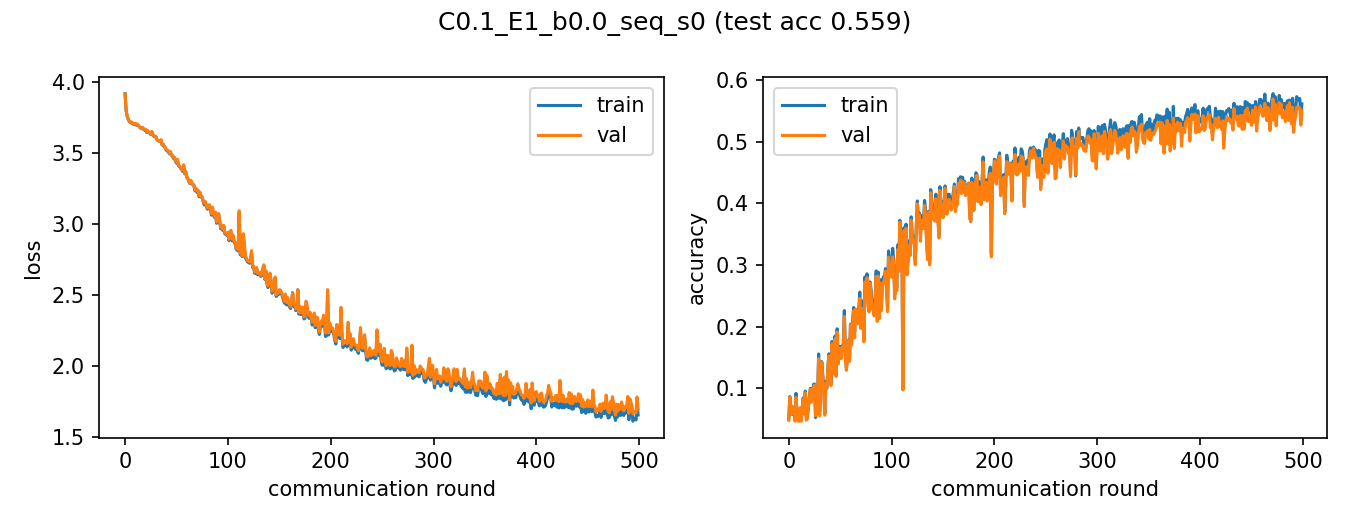 C0.1_E1_b0.0_seq_s0 (test acc 0.559)
loss
4.0
3.5
3.0
2.5
2.0
1.5
train
val
0
100
200
300
400
500
communication round
accuracy
0.6
0.5
0.4
0.3
0.2
0.1
train
val
0
100
200
300
400
500
communication round